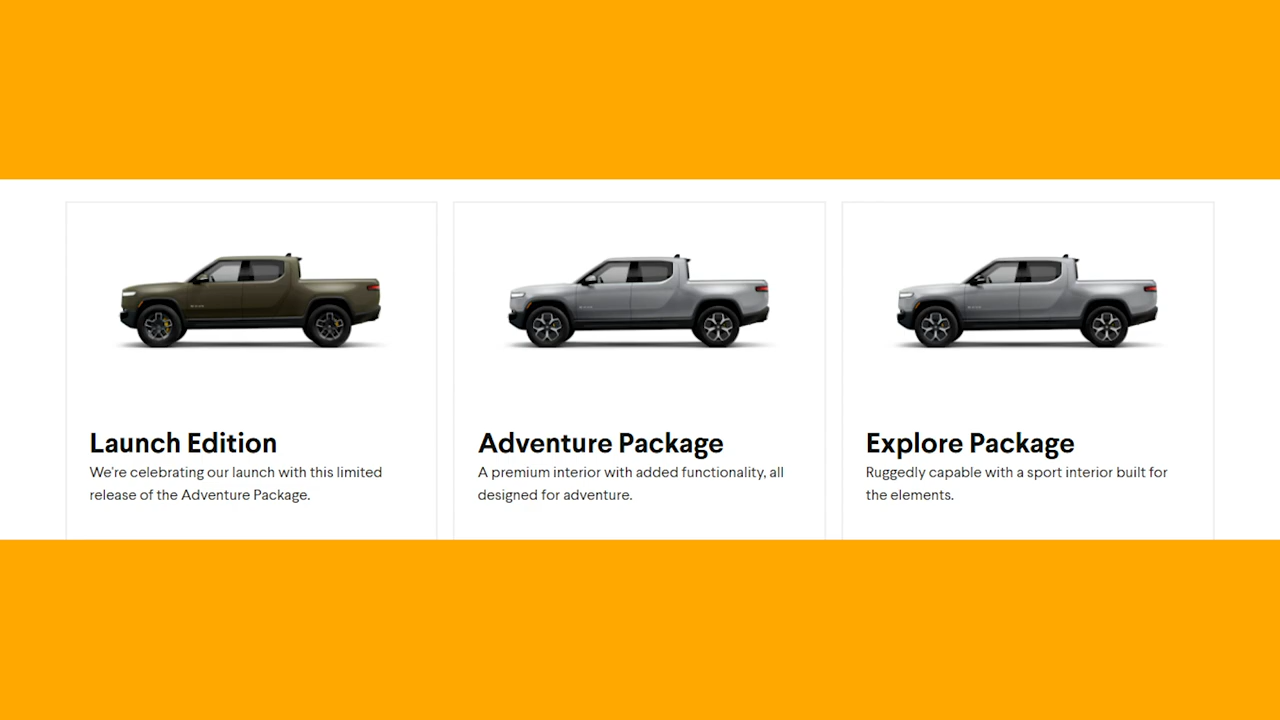 Launch Edition
We're celebrating our launch with this limited
release of the Adventure Package.
Adventure Package
A premium interior with added functionality, all
designed for adventure.
Explore Package
Ruggedly capable with a sport interior built for
the elements.